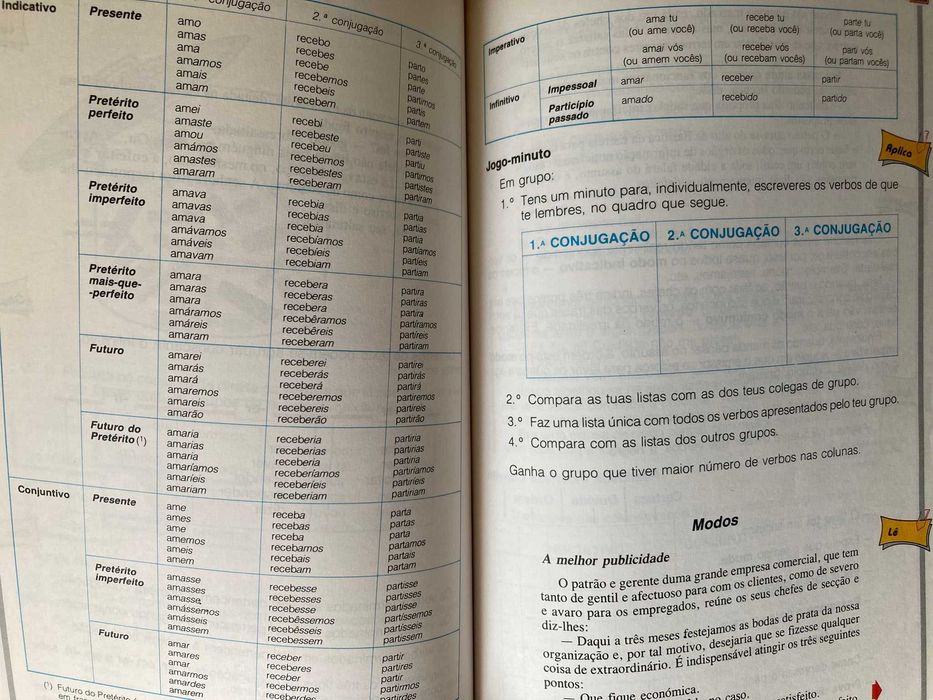 conjugação 2.ª conjugação 3.ª conjugação
Indicativo Presente
amo recebo parto
amas recebes partes
ama recebe parte
amamos recebemos partimos
amais recebeis partis
amam recebem partem
Pretérito perfeito
amei recebi parti
amaste recebeste partiste
amou recebeu partiu
amámos recebemos partimos
amastes recebestes partistes
amaram receberam partiram
Pretérito imperfeito
amava recebia partia
amavas recebias partias
amava recebia partia
amávamos recebíamos partíamos
amáveis recebíeis partíeis
amavam recebiam partiam
Pretérito mais-que-
-perfeito
amara recebera partira
amaras receberas partiras
amara recebera partira
amáramos recebêramos partíramos
amáreis recebêreis partíreis
amaram receberam partiram
Futuro
amarei receberei partirei
amarás receberás partirás
amará receberá partirá
amaremos receberemos partiremos
amareis recebereis partireis
amarão receberão partirão
Futuro do Pretérito (¹)
amaria receberia partiria
amarias receberias partirias
amaria receberia partiria
amaríamos receberíamos partiríamos
amaríeis receberíeis partiríeis
amariam receberiam partiriam
Conjuntivo Presente
ame receba parta
ames recebas partas
ame receba parta
amemos recebamos partamos
ameis recebais partais
amem recebam partam
Pretérito imperfeito
amasse recebesse partisse
amasses recebesses partisses
amasse recebesse partisse
amássemos recebêssemos partíssemos
amásseis recebêsseis partísseis
amassem recebessem partissem
Futuro
amar receber partir
amares receberes partires
amar receber partir
amarmos recebermos partirmos
amardes receberdes partirdes
amarem
(¹) Futuro do Pretérito
Imperativo
ama tu recebe tu parte tu
(ou ame você) (ou receba você) (ou parta você)
amai vós recebei vós parti vós
(ou amem vocês) (ou recebam vocês) (ou partam vocês)
Infinitivo Impessoal amar receber partir
Particípio passado amado recebido partido
Aplica
Jogo-minuto
Em grupo:
1.º Tens um minuto para, individualmente, escreveres os verbos de que
te lembres, no quadro que segue.
1.ᴬ CONJUGAÇÃO 2.ᴬ CONJUGAÇÃO 3.ᴬ CONJUGAÇÃO
2.º Compara as tuas listas com as dos teus colegas de grupo.
3.º Faz uma lista única com todos os verbos apresentados pelo teu grupo.
4.º Compara com as listas dos outros grupos.
Ganha o grupo que tiver maior número de verbos nas colunas.
Modos
Lê
A melhor publicidade
O patrão e gerente duma grande empresa comercial, que tem
tanto de gentil e afectuoso para com os clientes, como de severo
e avaro para os empregados, reúne os seus chefes de secção e
diz-lhes:
— Daqui a três meses festejamos as bodas de prata da nossa
organização e, por tal motivo, desejaria que se fizesse qualquer
coisa de extraordinário. É indispensável atingir os três seguintes
pontos:
— Que fique económica.